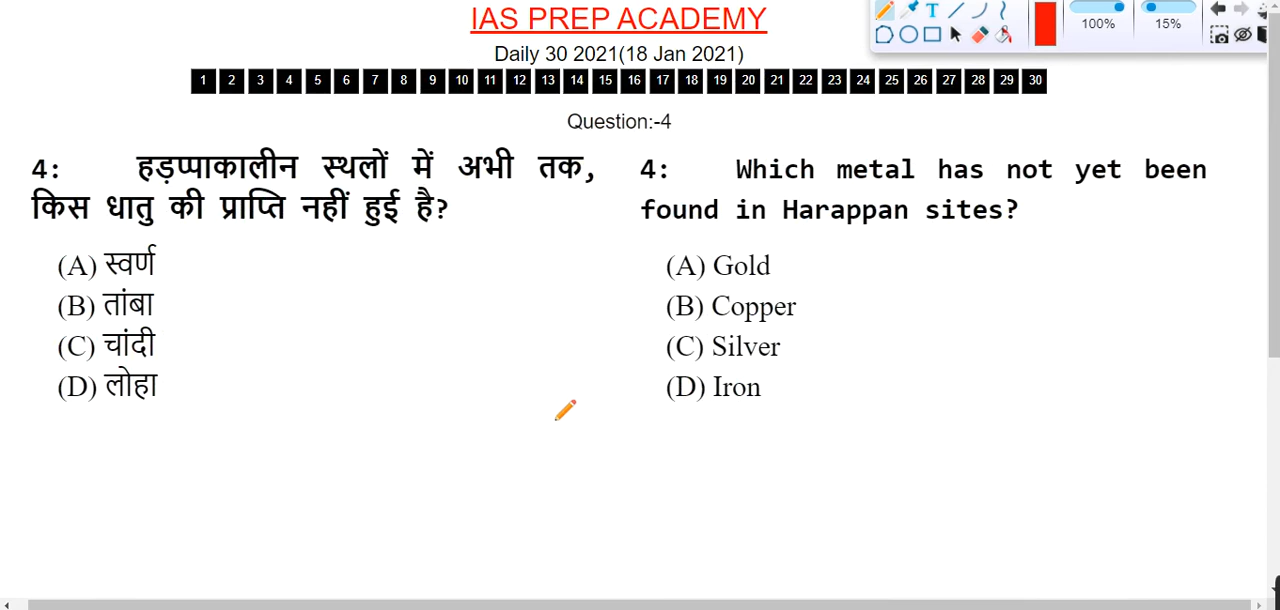 IAS PREP ACADEMY
Daily 30 2021(18 Jan 2021)
1 2 3 4 5 6 7 8 9 10 11 12 13 14 15 16 17 18 19 20 21 22 23 24 25 26 27 28 29 30
Question:-4
4: हड़प्पाकालीन स्थलों में अभी तक,
किस धातु की प्राप्ति नहीं हुई है?
(A) स्वर्ण
(B) तांबा
(C) चांदी
(D) लोहा
4: Which metal has not yet been
found in Harappan sites?
(A) Gold
(B) Copper
(C) Silver
(D) Iron
T
100%
15%